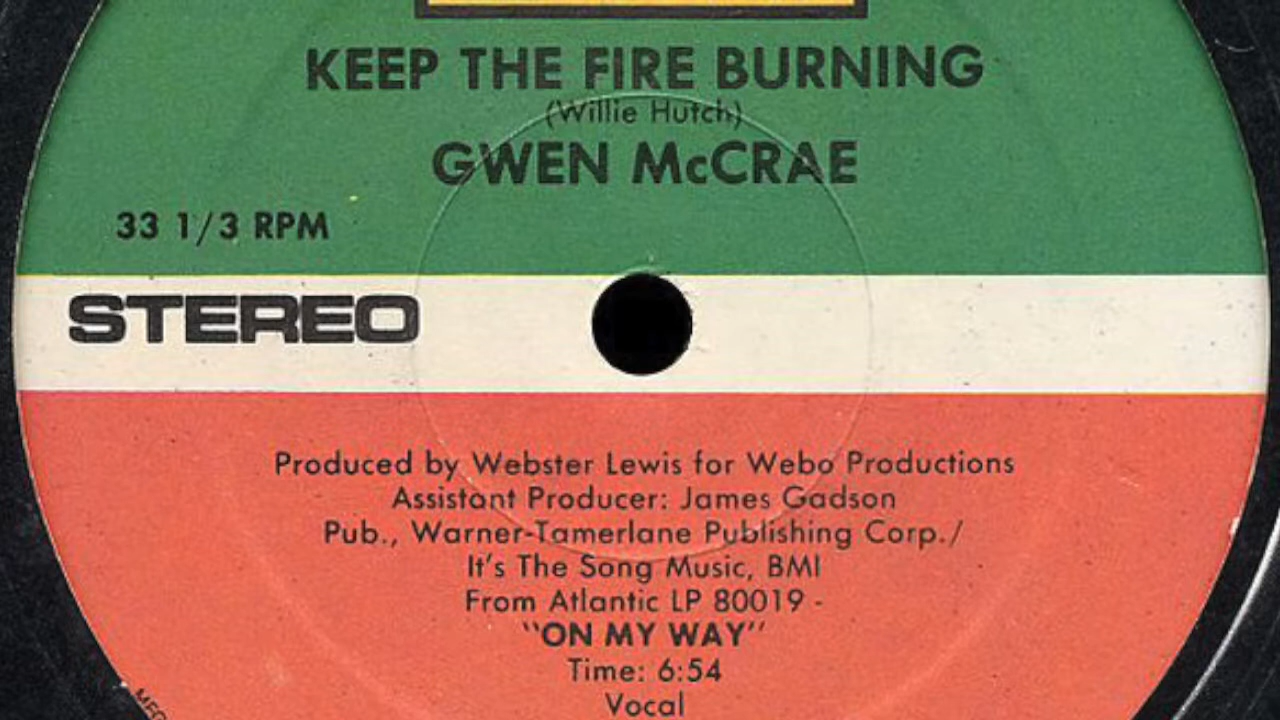 KEEP THE FIRE BURNING
(Willie Hutch)
GWEN McCRAE
33 1/3 RPM
STEREO
Produced by Webster Lewis for Webo Productions
Assistant Producer: James Gadson
Pub., Warner-Tamerlane Publishing Corp./
It's The Song Music, BMI
From Atlantic LP 80019 -
"ON MY WAY"
Time: 6:54
Vocal